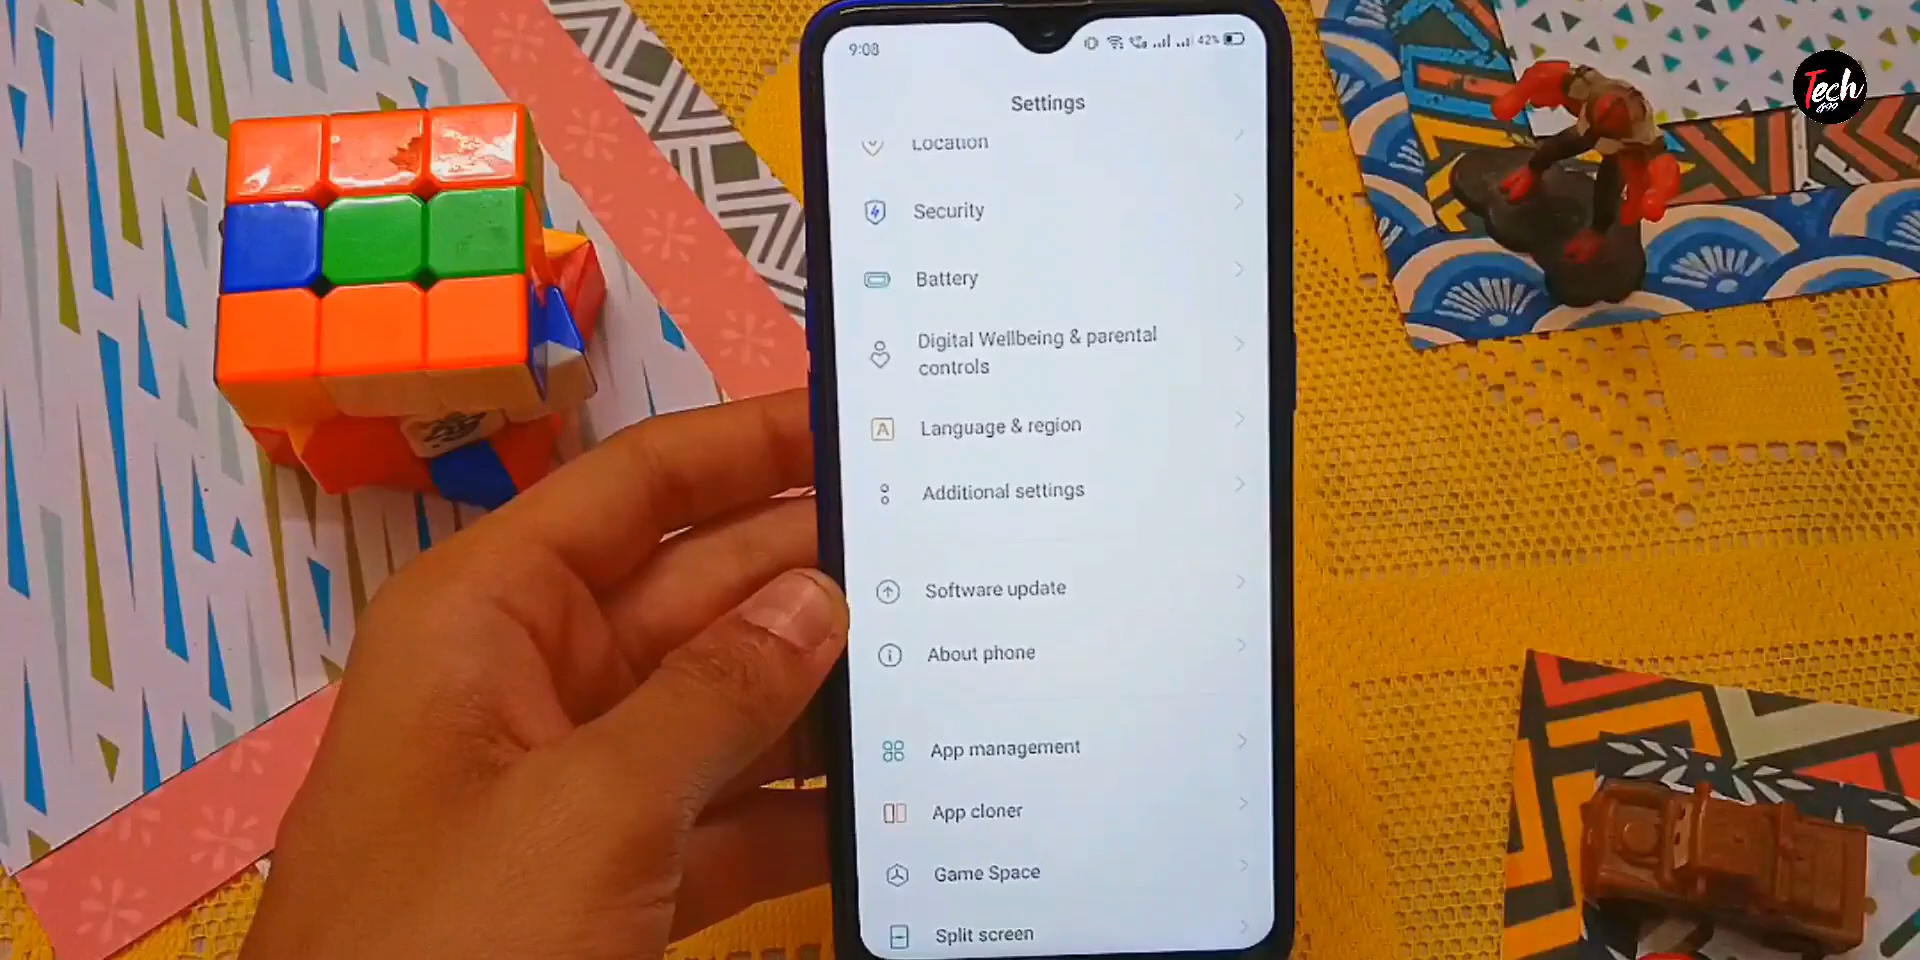 9:08
42%
Settings
Location
Security
Battery
Digital Wellbeing & parental
controls
A
Language & region
Additional settings
Software update
About phone
App management
App cloner
Game Space
Split screen
Tech